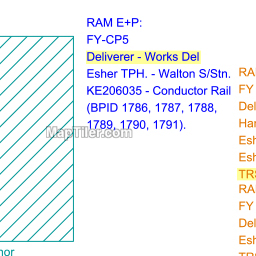 RAM E+P:
FY-CP5
Deliverer - Works Del
Esher TPH. - Walton S/Stn.
KE206035 - Conductor Rail
(BPID 1786, 1787, 1788,
1789, 1790, 1791).
MapTiler.com
RA
FY
Del
Har
Esh
Esh
TRS
RA
FY
Del
Esh